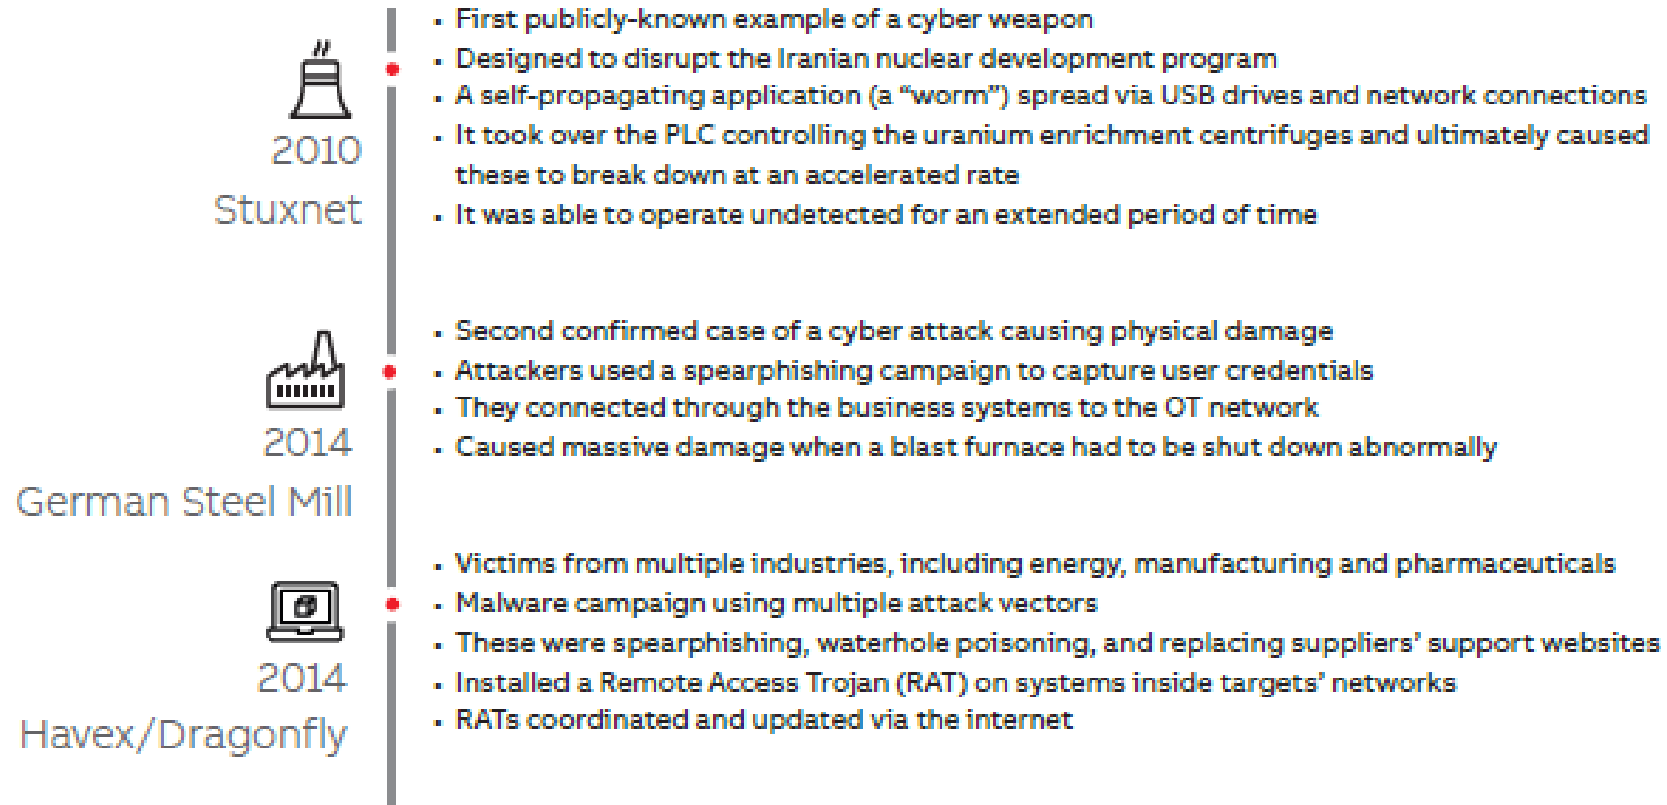 2010
Stuxnet
▪ First publicly-known example of a cyber weapon
▪ Designed to disrupt the Iranian nuclear development program
▪ A self-propagating application (a “worm”) spread via USB drives and network connections
▪ It took over the PLC controlling the uranium enrichment centrifuges and ultimately caused
these to break down at an accelerated rate
▪ It was able to operate undetected for an extended period of time
2014
German Steel Mill
▪ Second confirmed case of a cyber attack causing physical damage
▪ Attackers used a spearphishing campaign to capture user credentials
▪ They connected through the business systems to the OT network
▪ Caused massive damage when a blast furnace had to be shut down abnormally
2014
Havex/Dragonfly
▪ Victims from multiple industries, including energy, manufacturing and pharmaceuticals
▪ Malware campaign using multiple attack vectors
▪ These were spearphishing, waterhole poisoning, and replacing suppliers’ support websites
▪ Installed a Remote Access Trojan (RAT) on systems inside targets’ networks
▪ RATs coordinated and updated via the internet